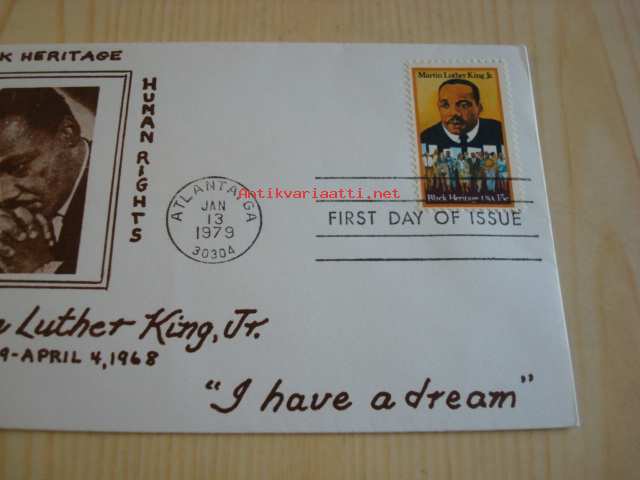 K HERITAGE
HUMAN RIGHTS
Martin Luther King, Jr.
Black Heritage USA 15c
ATLANTA, GA
JAN
13
1979
30304
FIRST DAY OF ISSUE
Antikvariaatti.net
Luther King, Jr.
9-APRIL 4, 1968
"I have a dream"